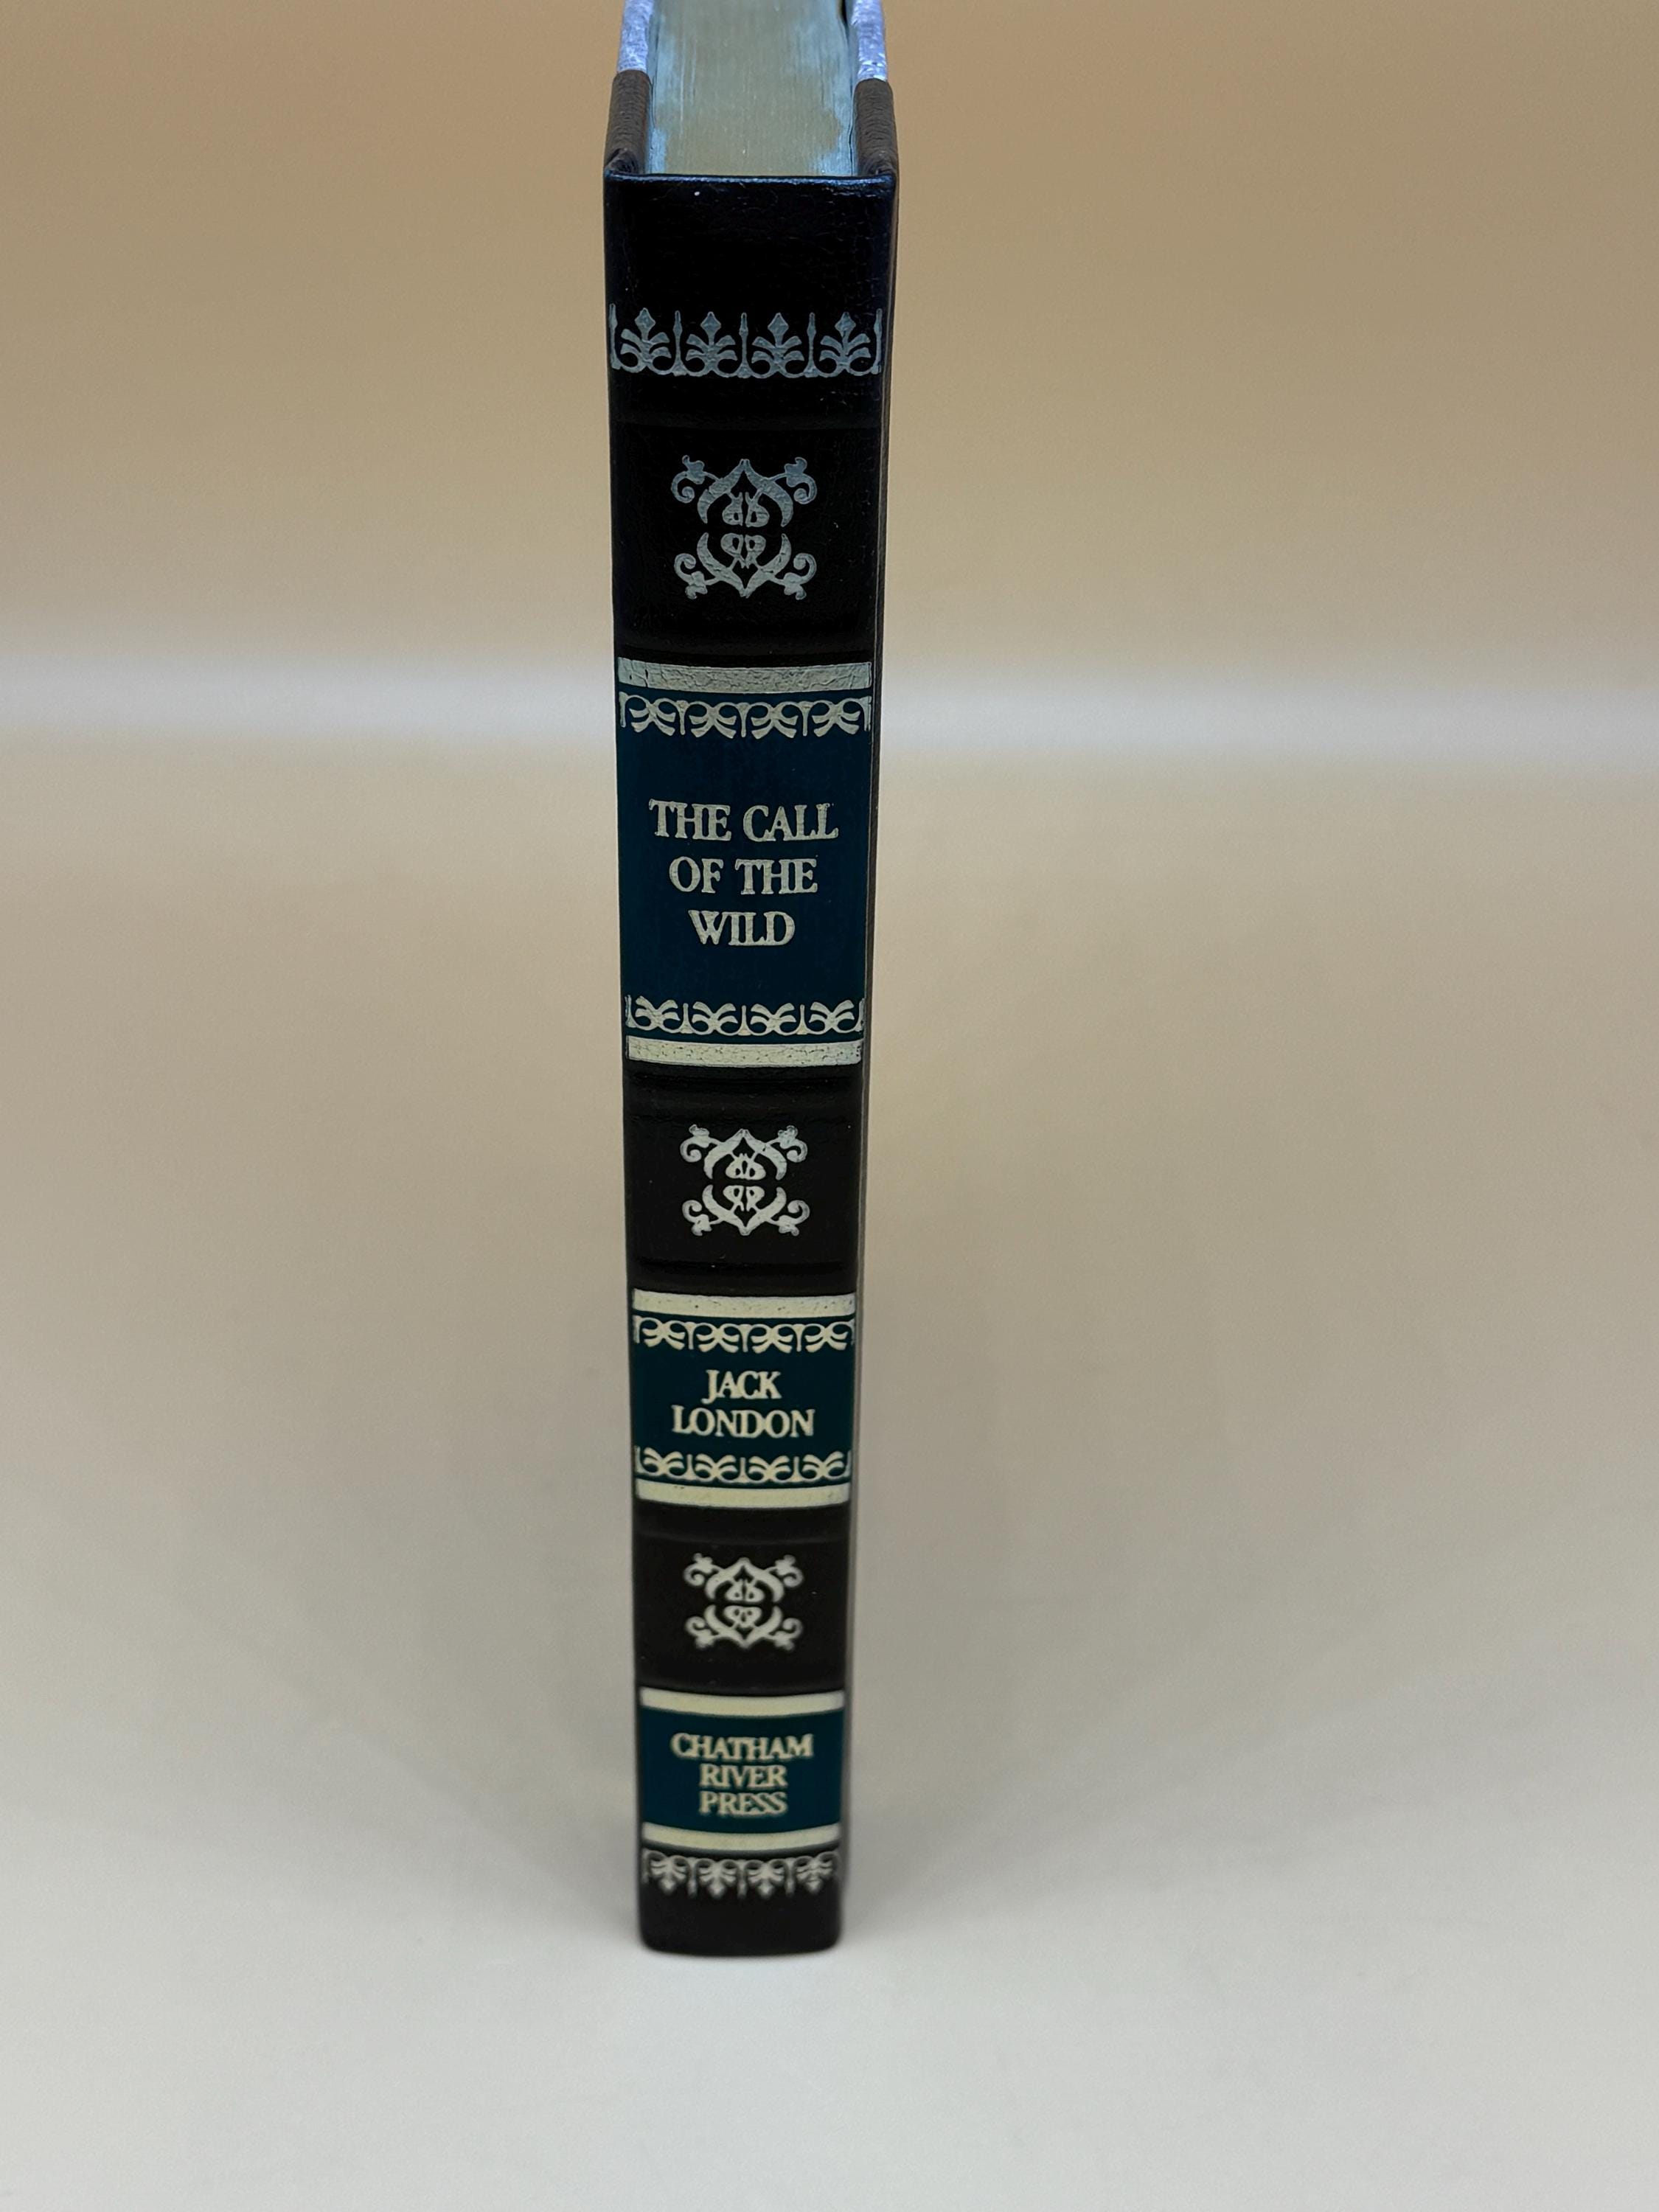 THE CALL
OF THE
WILD
JACK
LONDON
CHATHAM
RIVER
PRESS